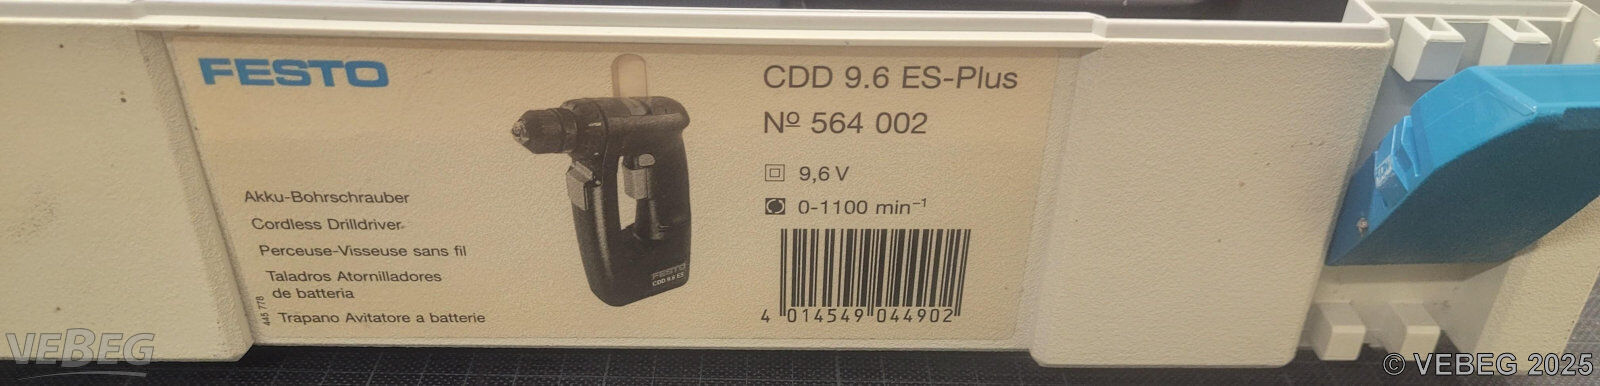 FESTO
CDD 9.6 ES-Plus
Nº 564 002
9,6 V
0-1100 min⁻¹
Akku-Bohrschrauber
Cordless Drilldriver
Perceuse-Visseuse sans fil
Taladros Atornilladores
de batteria
Trapano Avitatore a batterie
445 778
FESTO
CDD 9.6 ES
4 014549 044902
VEBEG
© VEBEG 2025